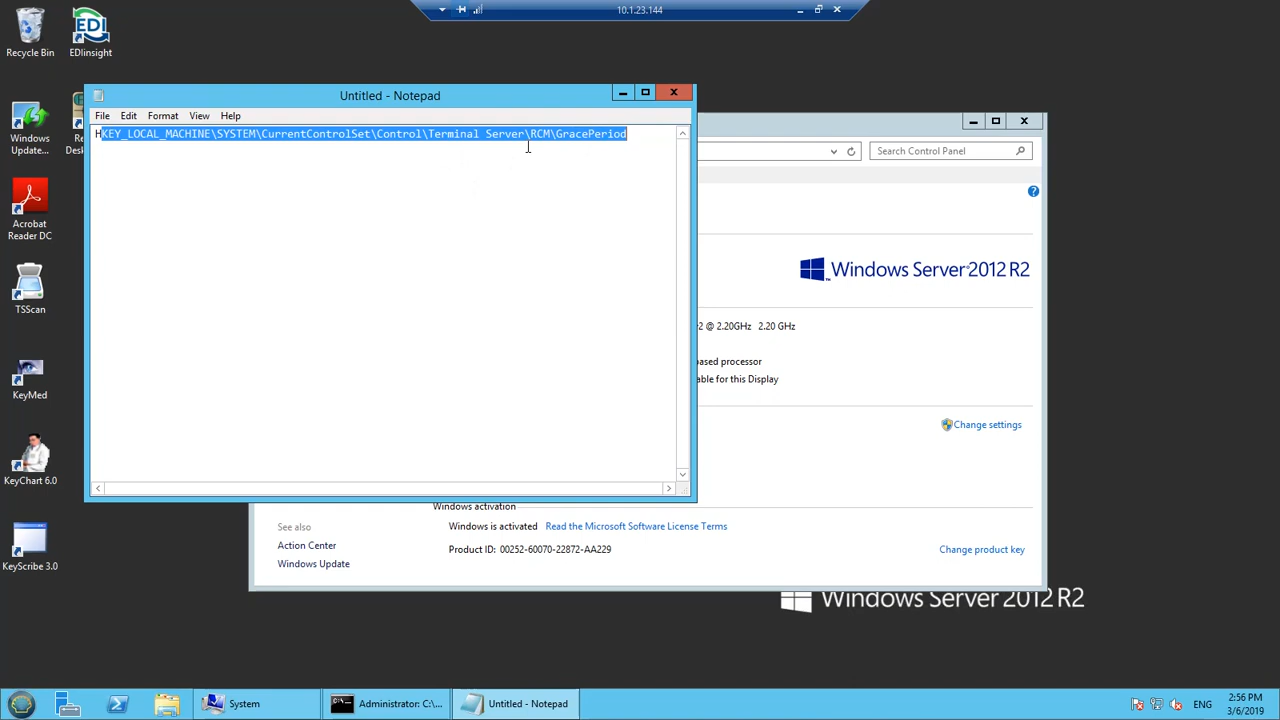 10.1.23.144
Recycle Bin
EDI
EDIinsight
Untitled - Notepad
File Edit Format View Help
HKEY_LOCAL_MACHINE\SYSTEM\CurrentControlSet\Control\Terminal Server\RCM\GracePeriod
Search Control Panel
Windows
Update...
Acrobat
Reader DC
TSScan
KeyMed
KeyChart 6.0
KeyScribe 3.0
Windows Server 2012 R2
@ 2.20GHz 2.20 GHz
processor
for this Display
Change settings
Windows activation
See also
Windows is activated Read the Microsoft Software License Terms
Action Center
Product ID: 00252-60070-22872-AA229
Change product key
Windows Update
Windows Server 2012 R2
System
Administrator: C:\...
Untitled - Notepad
ENG
2:56 PM
3/6/2019